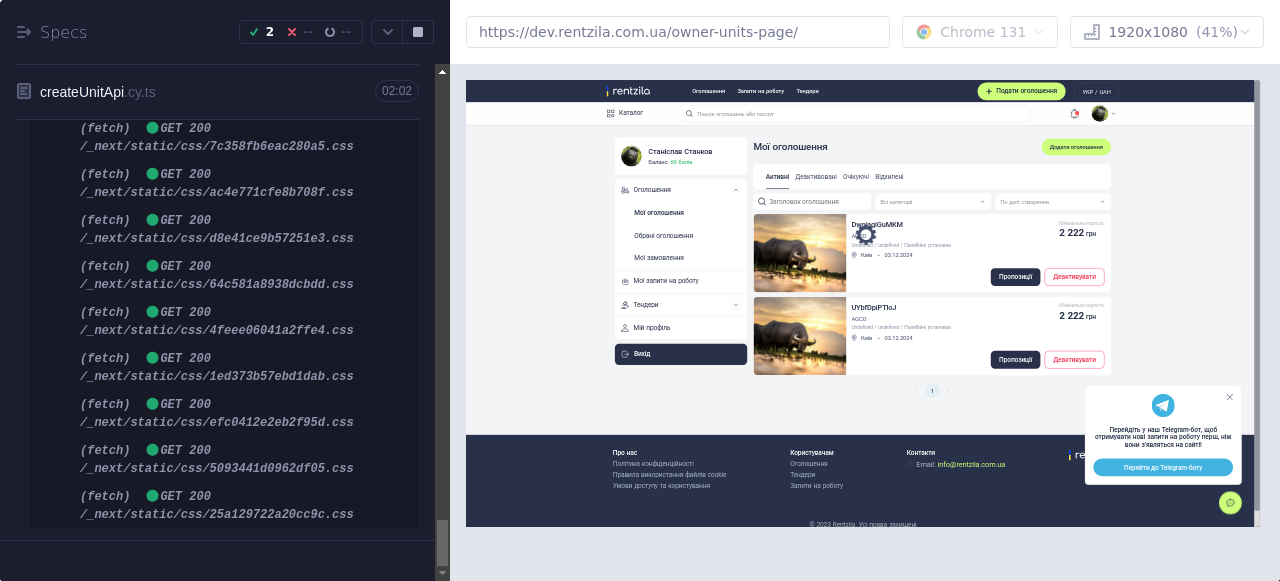 Specs
2
--
--
createUnitApi.cy.ts
02:02
(fetch) GET 200
/_next/static/css/7c358fb6eac280a5.css
(fetch) GET 200
/_next/static/css/ac4e771cfe8b708f.css
(fetch) GET 200
/_next/static/css/d8e41ce9b57251e3.css
(fetch) GET 200
/_next/static/css/64c581a8938dcbdd.css
(fetch) GET 200
/_next/static/css/4feee06041a2ffe4.css
(fetch) GET 200
/_next/static/css/1ed373b57ebd1dab.css
(fetch) GET 200
/_next/static/css/efc0412e2eb2f95d.css
(fetch) GET 200
/_next/static/css/5093441d0962df05.css
(fetch) GET 200
/_next/static/css/25a129722a20cc9c.css
https://dev.rentzila.com.ua/owner-units-page/
Chrome 131
1920x1080 (41%)
rentzila
Оголошення Запити на роботу Тендери
+ Подати оголошення
УКР / UAH
Каталог
Пошук оголошень або послуг
Станіслав Станков
Баланс: 60 балів
Оголошення
Мої оголошення
Обрані оголошення
Мої замовлення
Мої запити на роботу
Тендери
Мій профіль
Вихід
Мої оголошення
Додати оголошення
Активні Деактивовані Очікуючі Відхилені
Заголовок оголошення
Всі категорії
По даті створення
Мінімальна вартість
2 222 грн
AGCO
Undefined / undefined / Палебійні установки
Київ • 03.12.2024
Пропозиції
Деактивувати
UYbfDpIPTIoJ
Мінімальна вартість
2 222 грн
AGCO
Undefined / undefined / Палебійні установки
Київ • 03.12.2024
Пропозиції
Деактивувати
1
Перейдіть у наш Telegram-бот, щоб
отримувати нові запити на роботу перш, ніж
вони з'являться на сайті!
Перейти до Telegram-боту
Про нас
Політика конфіденційності
Правила використання файлів cookie
Умови доступу та користування
Користувачам
Оголошення
Тендери
Запити на роботу
Контакти
Email: info@rentzila.com.ua
re
© 2023 Rentzila. Усі права захищені